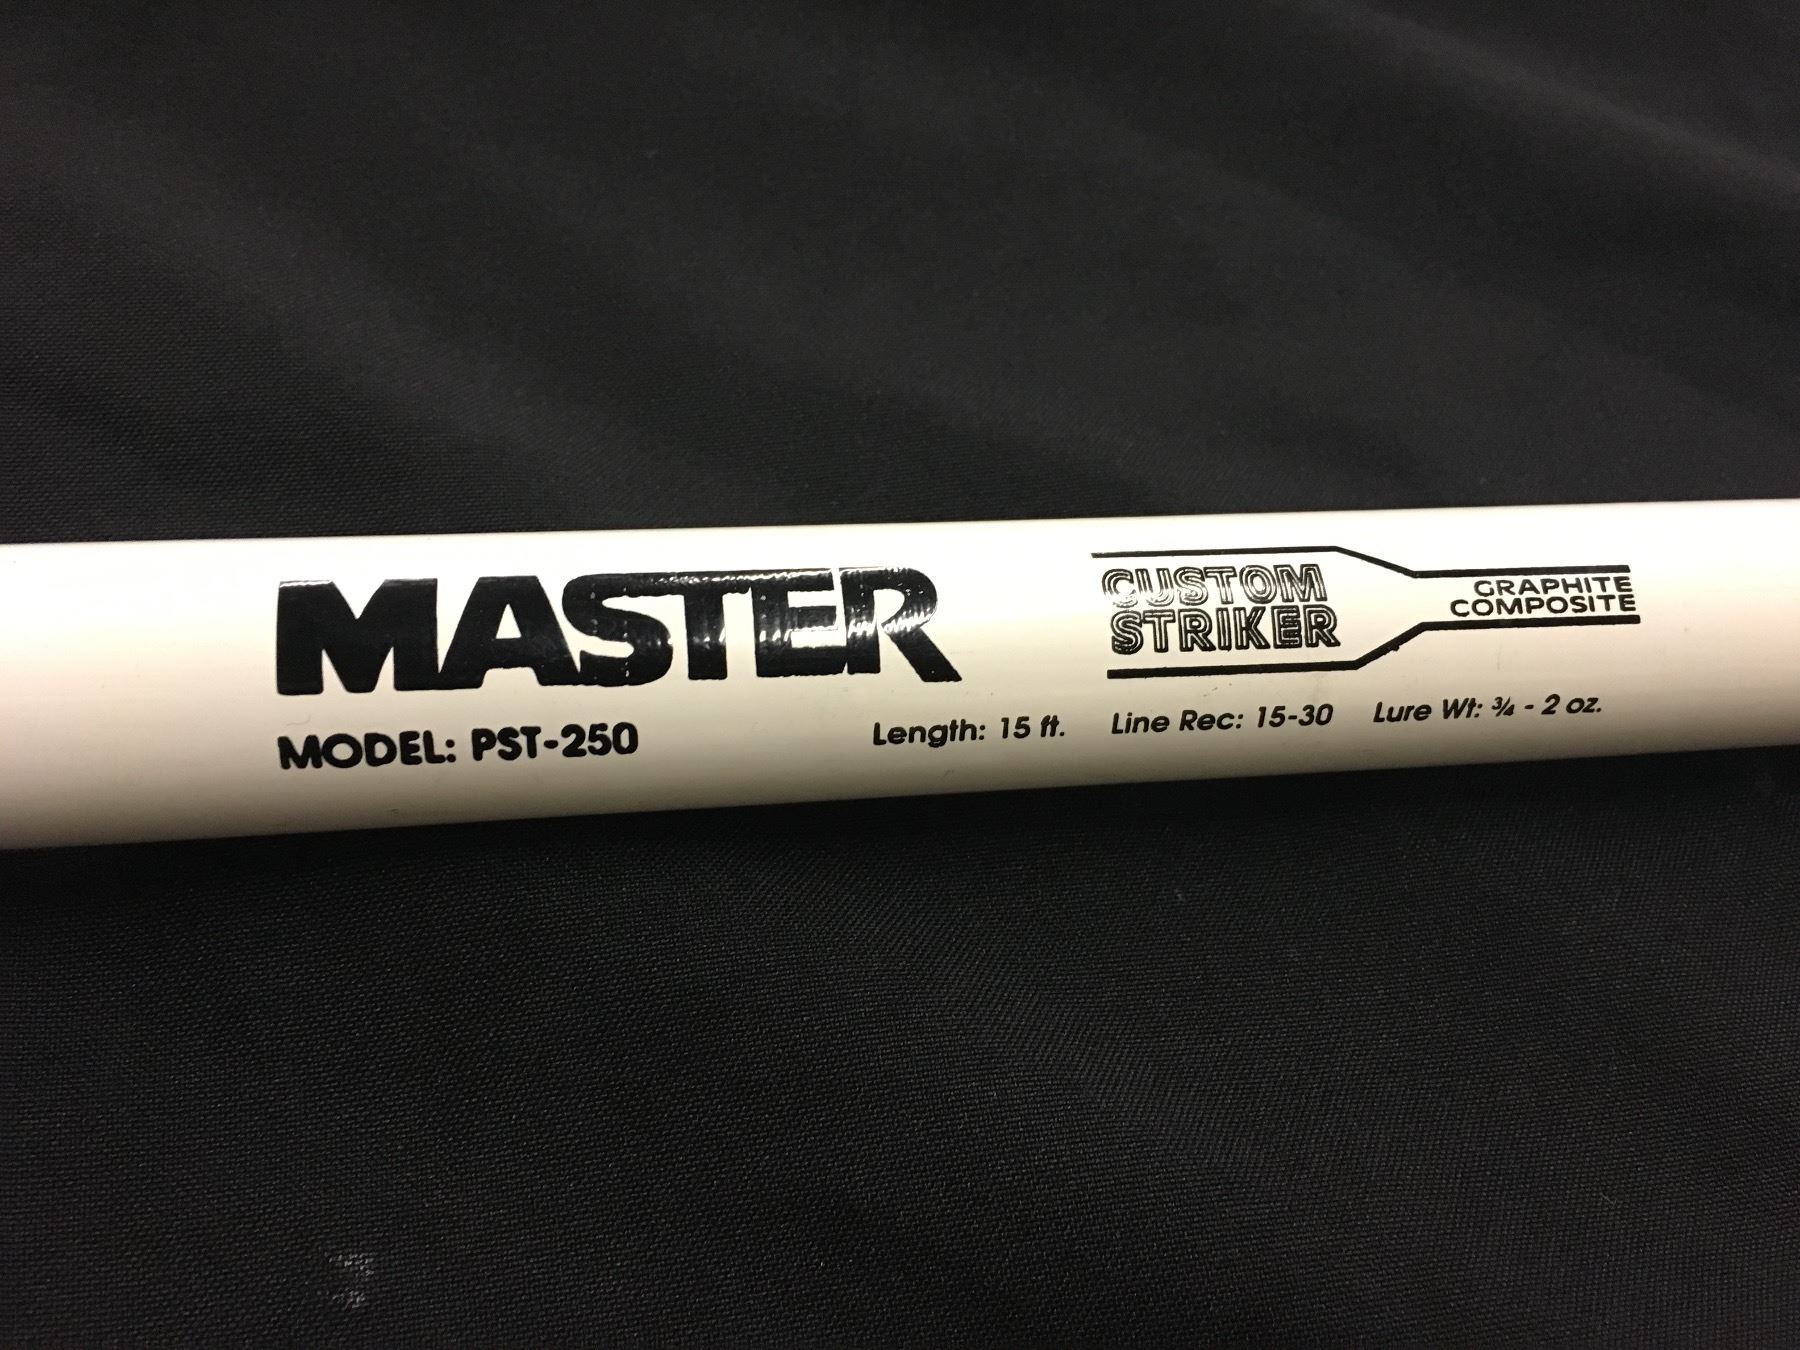 MASTER
MODEL: PST-250
CUSTOM
STRIKER
GRAPHITE
COMPOSITE
Length: 15 ft. Line Rec: 15-30 Lure Wt: ¾ - 2 oz.